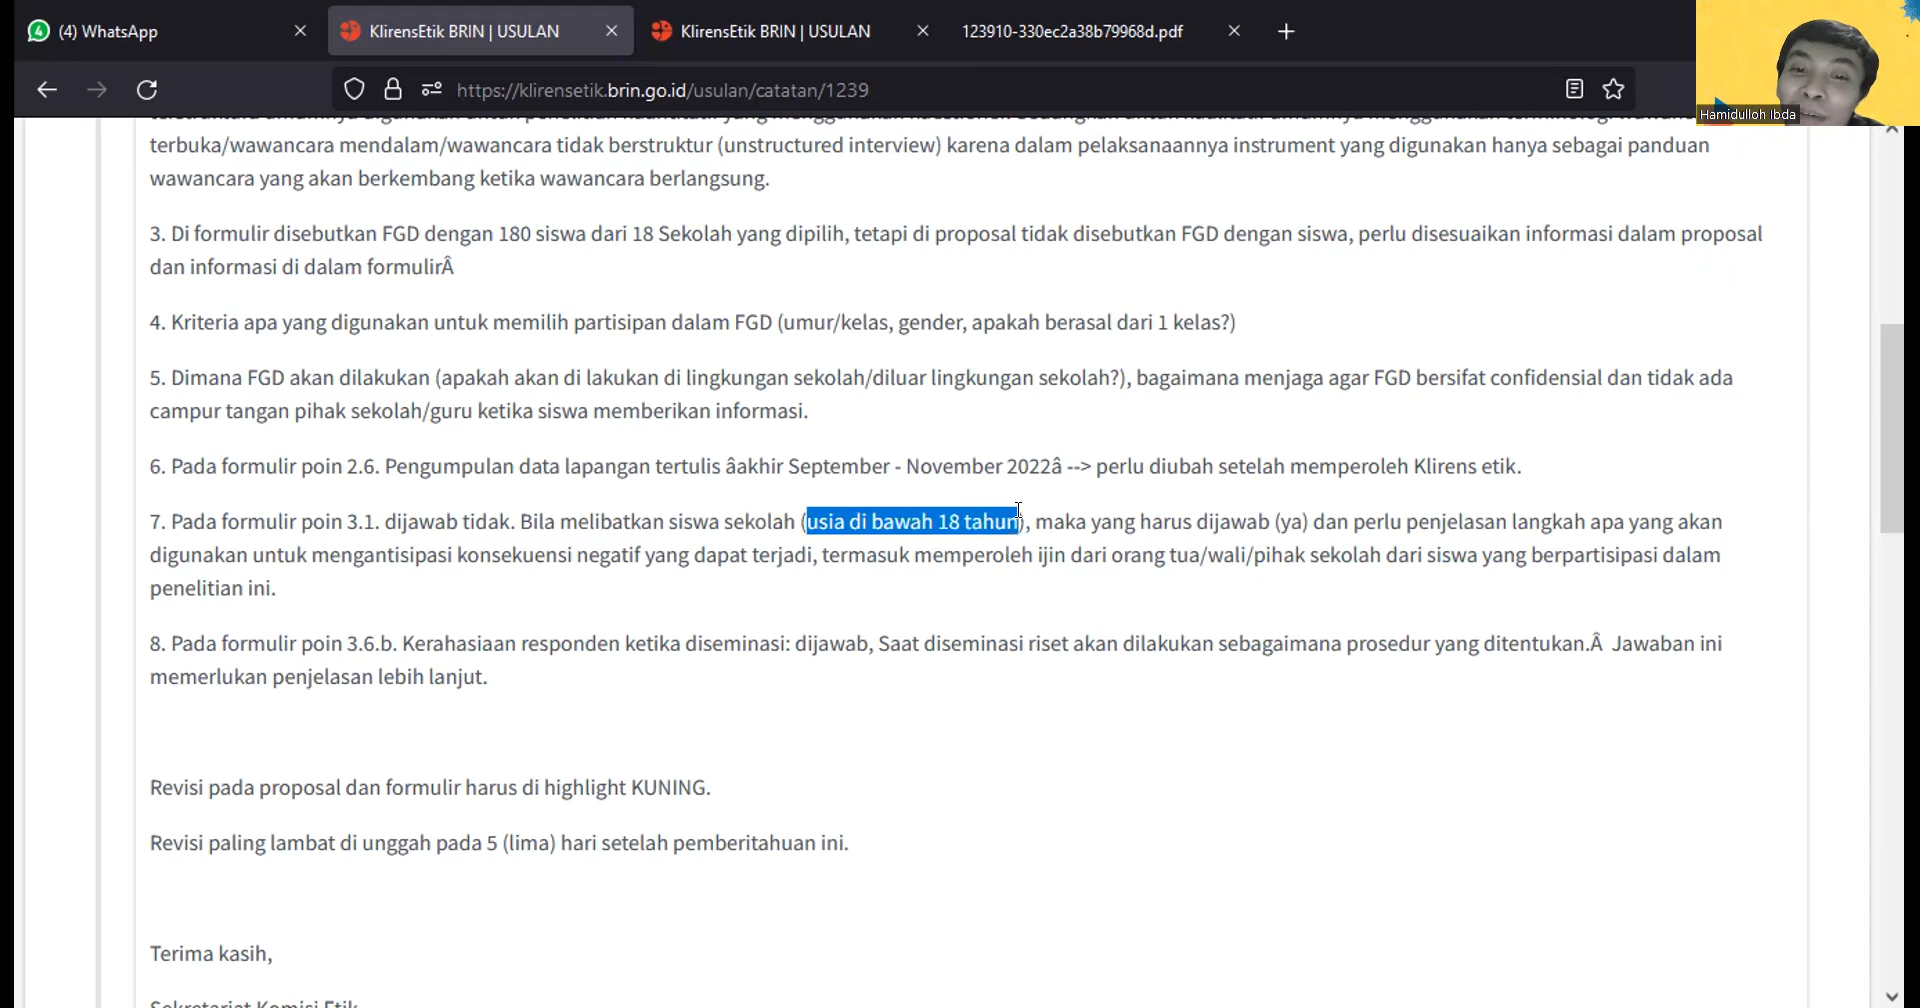 (4) WhatsApp
KlirensEtik BRIN | USULAN
KlirensEtik BRIN | USULAN
123910-330ec2a38b79968d.pdf
https://klirensetik.brin.go.id/usulan/catatan/1239
Hamidulloh Ibda
terbuka/wawancara mendalam/wawancara tidak berstruktur (unstructured interview) karena dalam pelaksanaannya instrument yang digunakan hanya sebagai panduan
wawancara yang akan berkembang ketika wawancara berlangsung.
3. Di formulir disebutkan FGD dengan 180 siswa dari 18 Sekolah yang dipilih, tetapi di proposal tidak disebutkan FGD dengan siswa, perlu disesuaikan informasi dalam proposal
dan informasi di dalam formulirÂ
4. Kriteria apa yang digunakan untuk memilih partisipan dalam FGD (umur/kelas, gender, apakah berasal dari 1 kelas?)
5. Dimana FGD akan dilakukan (apakah akan di lakukan di lingkungan sekolah/diluar lingkungan sekolah?), bagaimana menjaga agar FGD bersifat confidensial dan tidak ada
campur tangan pihak sekolah/guru ketika siswa memberikan informasi.
6. Pada formulir poin 2.6. Pengumpulan data lapangan tertulis âakhir September - November 2022â --> perlu diubah setelah memperoleh Klirens etik.
7. Pada formulir poin 3.1. dijawab tidak. Bila melibatkan siswa sekolah (usia di bawah 18 tahun), maka yang harus dijawab (ya) dan perlu penjelasan langkah apa yang akan
digunakan untuk mengantisipasi konsekuensi negatif yang dapat terjadi, termasuk memperoleh ijin dari orang tua/wali/pihak sekolah dari siswa yang berpartisipasi dalam
penelitian ini.
8. Pada formulir poin 3.6.b. Kerahasiaan responden ketika diseminasi: dijawab, Saat diseminasi riset akan dilakukan sebagaimana prosedur yang ditentukan.Â Jawaban ini
memerlukan penjelasan lebih lanjut.
Revisi pada proposal dan formulir harus di highlight KUNING.
Revisi paling lambat di unggah pada 5 (lima) hari setelah pemberitahuan ini.
Terima kasih,
Sekretariat Komisi Etik